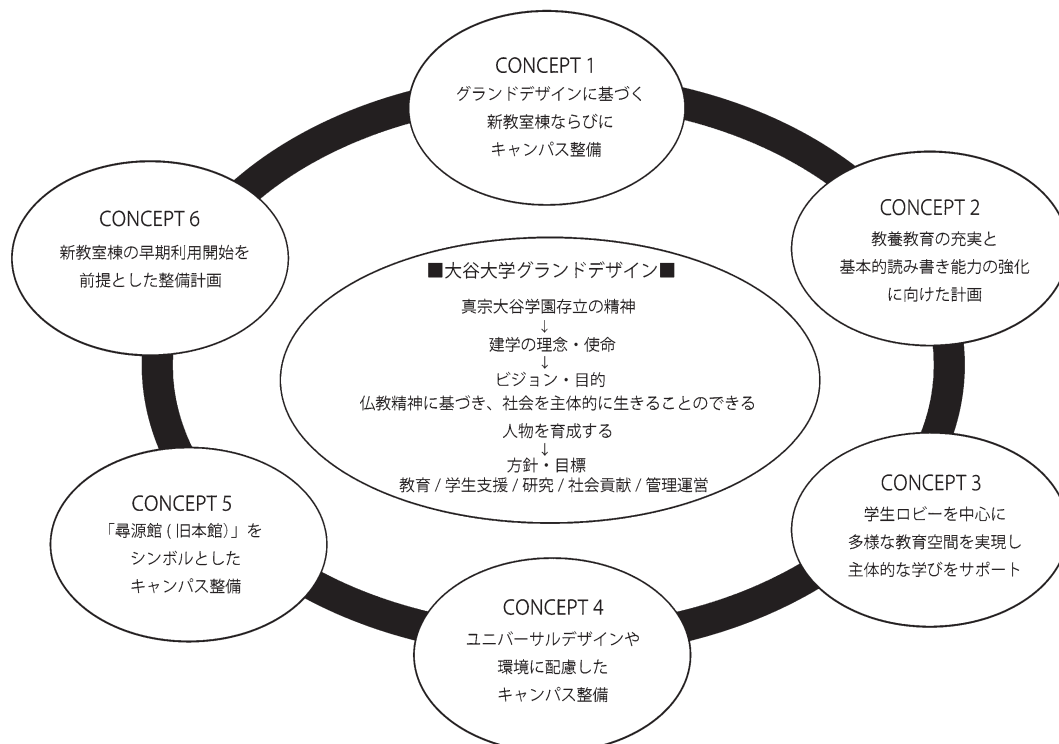 CONCEPT 1
グランドデザインに基づく
新教室棟ならびに
キャンパス整備
CONCEPT 2
教養教育の充実と
基本的読み書き能力の強化
に向けた計画
CONCEPT 3
学生ロビーを中心に
多様な教育空間を実現し
主体的な学びをサポート
CONCEPT 4
ユニバーサルデザインや
環境に配慮した
キャンパス整備
CONCEPT 5
「尋源館 ( 旧本館)」を
シンボルとした
キャンパス整備
CONCEPT 6
新教室棟の早期利用開始を
前提とした整備計画
■大谷大学グランドデザイン■
真宗大谷学園存立の精神
↓
建学の理念・使命
↓
ビジョン・目的
仏教精神に基づき、社会を主体的に生きることのできる
人物を育成する
↓
方針・目標
教育 / 学生支援 / 研究 / 社会貢献 / 管理運営